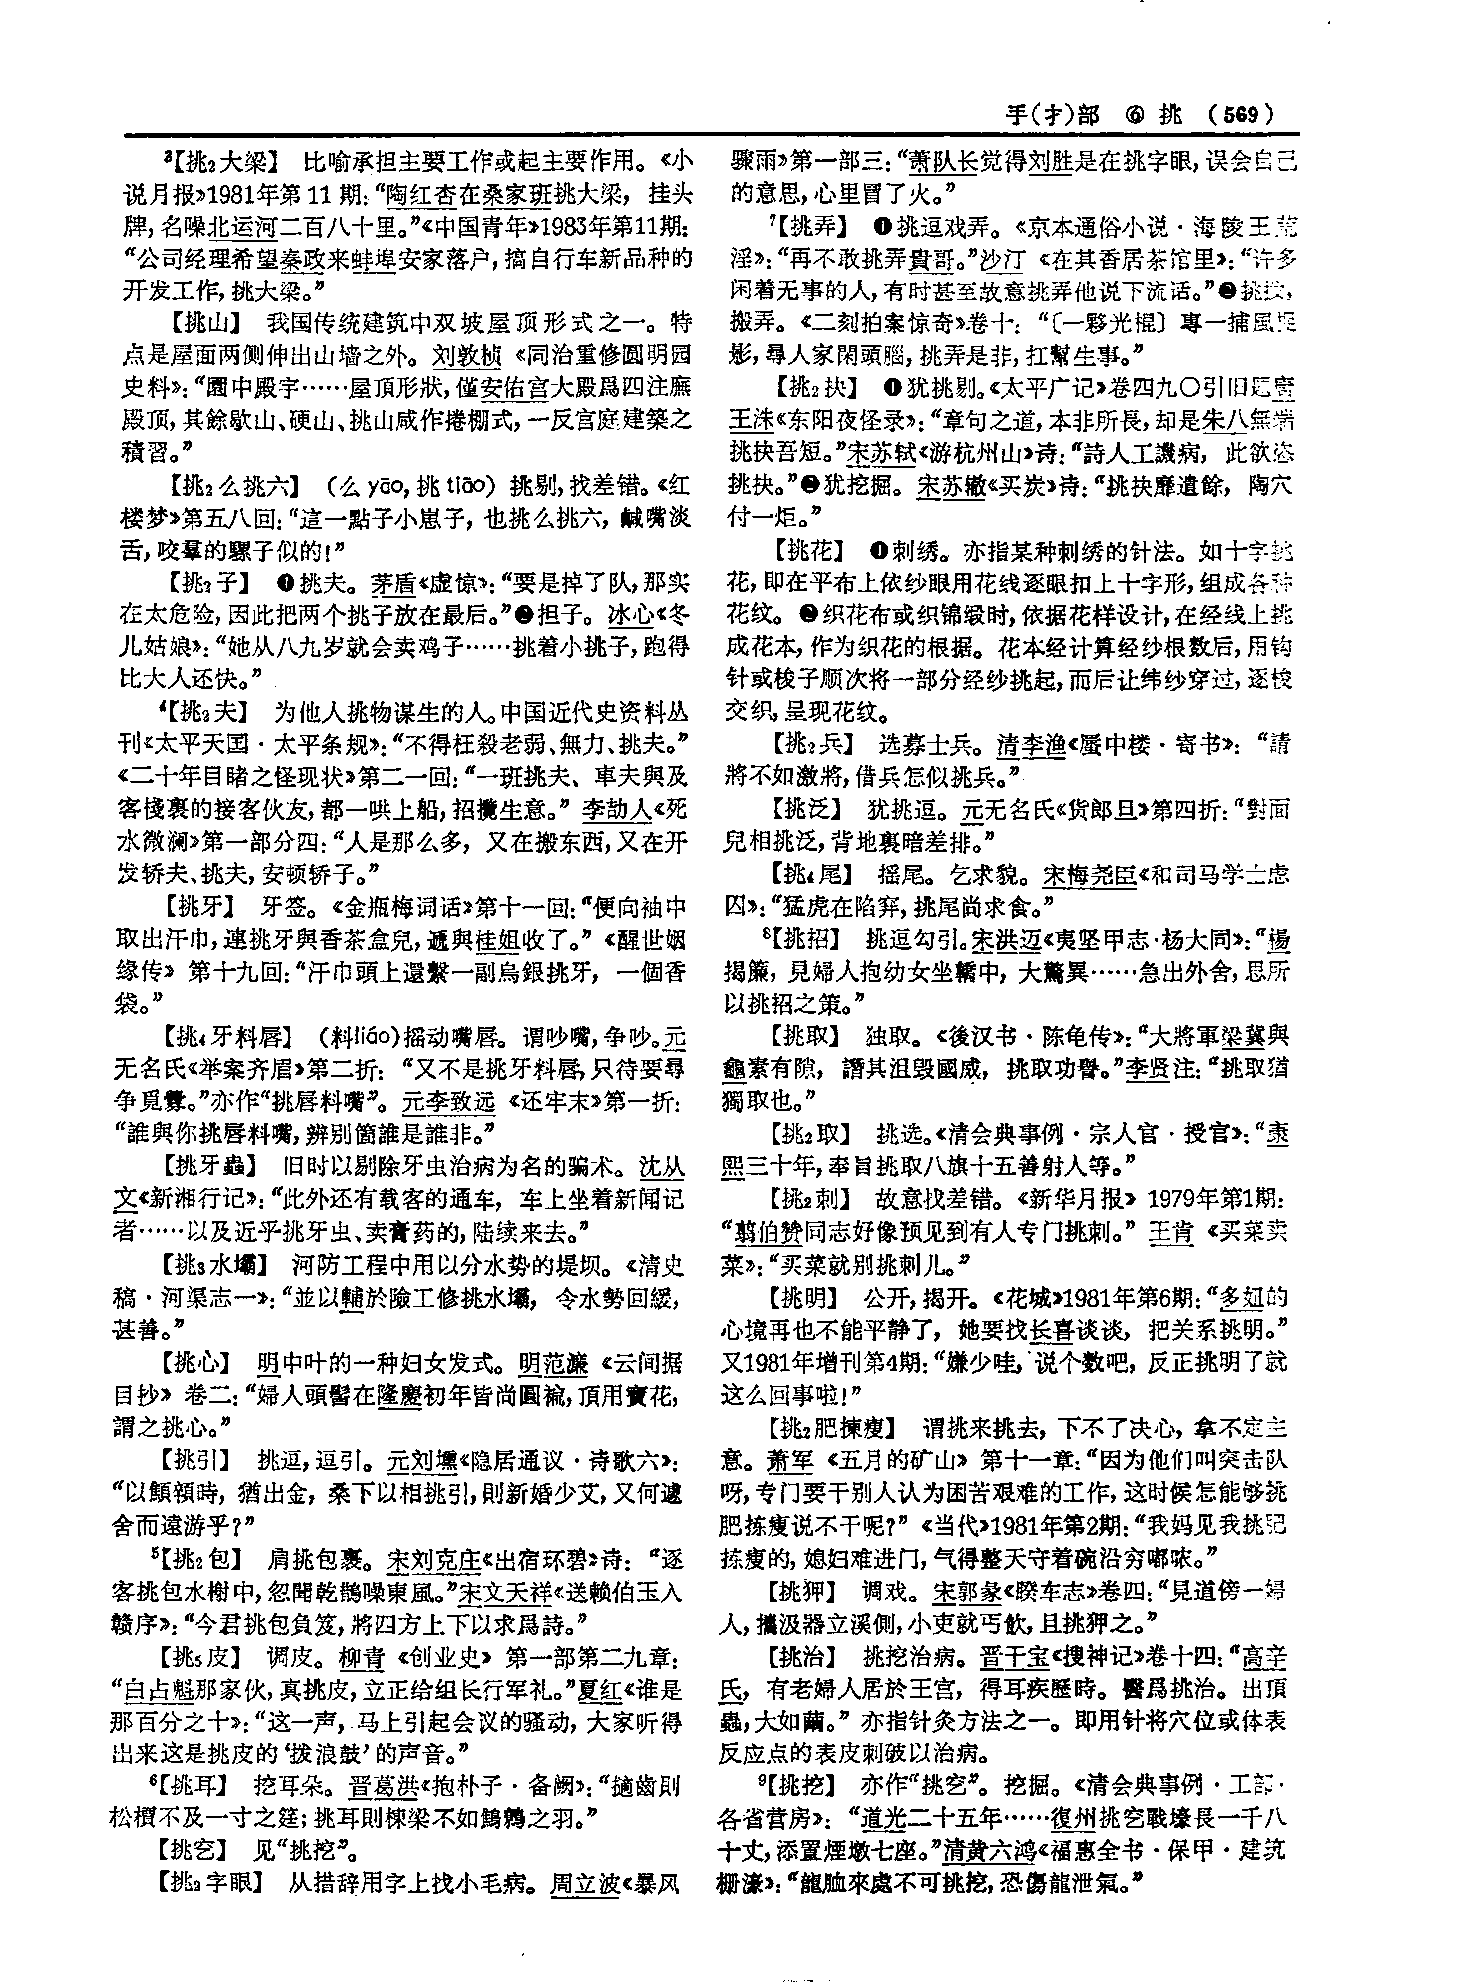 手(扌)部 ⑥ 挑 (569)
³【挑₂大梁】 比喻承担主要工作或起主要作用。《小
说月报》1981年第11期：“陶红杏在桑家班挑大梁，挂头
牌，名噪北运河二百八十里。”《中国青年》1983年第11期：
“公司经理希望秦政来蚌埠安家落户，搞自行车新品种的
开发工作，挑大梁。”
【挑山】 我国传统建筑中双坡屋顶形式之一。特
点是屋面两侧伸出山墙之外。刘敦桢《同治重修圆明园
史料》：“園中殿宇……屋頂形狀，僅安佑宫大殿爲四注廡
殿顶，其餘歇山、硬山、挑山咸作捲棚式，一反宫庭建築之
積習。”
【挑₂么挑六】 (么yāo，挑tiāo) 挑剔，找差错。《红
楼梦》第五八回：“這一點子小崽子，也挑么挑六，鹹嘴淡
舌，咬羣的騾子似的！”
【挑₂子】 ❶挑夫。茅盾《虚惊》：“要是掉了队，那实
在太危险，因此把两个挑子放在最后。”❷担子。冰心《冬
儿姑娘》：“她从八九岁就会卖鸡子……挑着小挑子，跑得
比大人还快。”
⁴【挑₂夫】 为他人挑物谋生的人。中国近代史资料丛
刊《太平天囯·太平条规》：“不得枉殺老弱、無力、挑夫。”
《二十年目睹之怪现状》第二一回：“一班挑夫、車夫與及
客棧裏的接客伙友，都一哄上船，招攬生意。”李劼人《死
水微澜》第一部分四：“人是那么多，又在搬东西，又在开
发轿夫、挑夫，安顿轿子。”
【挑牙】 牙签。《金瓶梅词话》第十一回：“便向袖中
取出汗巾，連挑牙與香茶盒兒，遞與桂姐收了。”《醒世姻
缘传》第十九回：“汗巾頭上還繫一副烏銀挑牙，一個香
袋。”
【挑₄牙料唇】 (料liáo)摇动嘴唇。谓吵嘴，争吵。元
无名氏《举案齐眉》第二折：“又不是挑牙料唇，只待要尋
争覓釁。”亦作“挑唇料嘴”。元李致远《还牢末》第一折：
“誰與你挑唇料嘴，辨别箇誰是誰非。”
【挑牙蟲】 旧时以剔除牙虫治病为名的骗术。沈从
文《新湘行记》：“此外还有载客的通车，车上坐着新闻记
者……以及近乎挑牙虫、卖膏药的，陆续来去。”
【挑₃水壩】 河防工程中用以分水势的堤坝。《清史
稿·河渠志一》：“並以輔於險工修挑水壩，令水勢回緩，
甚善。”
【挑心】 明中叶的一种妇女发式。明范濂《云间据
目抄》卷二：“婦人頭髻在隆慶初年皆尚圓褊，頂用寶花，
謂之挑心。”
【挑引】 挑逗，逗引。元刘壎《隐居通议·诗歌六》：
“以顦顇時，猶出金，桑下以相挑引，則新婚少艾，又何遽
舍而遠游乎？”
⁵【挑₂包】 肩挑包裹。宋刘克庄《出宿环碧》诗：“逐
客挑包水榭中，忽聞乾鵲噪東風。”宋文天祥《送赖伯玉入
赣序》：“今君挑包負笈，將四方上下以求爲詩。”
【挑₅皮】 调皮。柳青《创业史》第一部第二九章：
“白占魁那家伙，真挑皮，立正给组长行军礼。”夏红《谁是
那百分之十》：“这一声，马上引起会议的骚动，大家听得
出来这是挑皮的‘拨浪鼓’的声音。”
⁶【挑耳】 挖耳朵。晋葛洪《抱朴子·备阙》：“擿齒則
松檟不及一寸之筳；挑耳則棟梁不如鷦鷯之羽。”
【挑穵】 见“挑挖”。
【挑₂字眼】 从措辞用字上找小毛病。周立波《暴风
骤雨》第一部三：“萧队长觉得刘胜是在挑字眼，误会自己
的意思，心里冒了火。”
⁷【挑弄】 ❶挑逗戏弄。《京本通俗小说·海陵王荒
淫》：“再不敢挑弄貴哥。”沙汀《在其香居茶馆里》：“许多
闲着无事的人，有时甚至故意挑弄他说下流话。”❷挑拨，
搬弄。《二刻拍案惊奇》卷十：“〔一夥光棍〕專一捕風捉
影，尋人家閑頭腦，挑弄是非，扛幫生事。”
【挑₂抉】 ❶犹挑剔。《太平广记》卷四九〇引旧题唐
王洙《东阳夜怪录》：“章句之道，本非所長，却是朱八無端
挑抉吾短。”宋苏轼《游杭州山》诗：“詩人工譏病，此欲恣
挑抉。”❷犹挖掘。宋苏辙《买炭》诗：“挑抉靡遺餘，陶穴
付一炬。”
【挑花】 ❶刺绣。亦指某种刺绣的针法。如十字挑
花，即在平布上依纱眼用花线逐眼扣上十字形，组成各种
花纹。❷织花布或织锦缎时，依据花样设计，在经线上挑
成花本，作为织花的根据。花本经计算经纱根数后，用钩
针或梭子顺次将一部分经纱挑起，而后让纬纱穿过，逐梭
交织，呈现花纹。
【挑₂兵】 选募士兵。清李渔《蜃中楼·寄书》：“請
將不如激將，借兵怎似挑兵。”
【挑泛】 犹挑逗。元无名氏《货郎旦》第四折：“對面
兒相挑泛，背地裏暗差排。”
【挑₄尾】 摇尾。乞求貌。宋梅尧臣《和司马学士虑
囚》：“猛虎在陷穽，挑尾尚求食。”
⁸【挑招】 挑逗勾引。宋洪迈《夷坚甲志·杨大同》：“楊
揭簾，見婦人抱幼女坐轎中，大驚異……急出外舍，思所
以挑招之策。”
【挑取】 独取。《後汉书·陈龟传》：“大將軍梁冀與
龜素有隙，譖其沮毀國威，挑取功譽。”李贤注：“挑取猶
獨取也。”
【挑₂取】 挑选。《清会典事例·宗人官·授官》：“康
熙三十年，奉旨挑取八旗十五善射人等。”
【挑₂刺】 故意找差错。《新华月报》1979年第1期：
“翦伯赞同志好像预见到有人专门挑刺。”王肯《买菜卖
菜》：“买菜就别挑刺儿。”
【挑明】 公开，揭开。《花城》1981年第6期：“多妞的
心境再也不能平静了，她要找长喜谈谈，把关系挑明。”
又1981年增刊第4期：“嫌少哇，说个数吧，反正挑明了就
这么回事啦！”
【挑₂肥揀瘦】 谓挑来挑去，下不了决心，拿不定主
意。萧军《五月的矿山》第十一章：“因为他们叫突击队
呀，专门要干别人认为困苦艰难的工作，这时候怎能够挑
肥拣瘦说不干呢？”《当代》1981年第2期：“我妈见我挑肥
拣瘦的，媳妇难进门，气得整天守着碗沿穷嘟哝。”
【挑狎】 调戏。宋郭彖《睽车志》卷四：“見道傍一婦
人，攜汲器立溪側，小吏就丐飲，且挑狎之。”
【挑治】 挑挖治病。晋干宝《搜神记》卷十四：“高辛
氏，有老婦人居於王宫，得耳疾歷時。醫爲挑治。出頂
蟲，大如繭。”亦指针灸方法之一。即用针将穴位或体表
反应点的表皮刺破以治病。
⁹【挑挖】 亦作“挑穵”。挖掘。《清会典事例·工部·
各省营房》：“道光二十五年……復州挑穵戰壕長一千八
十丈，添置煙墩七座。”清黄六鸿《福惠全书·保甲·建筑
栅濠》：“龍脉來處不可挑挖，恐傷龍泄氣。”